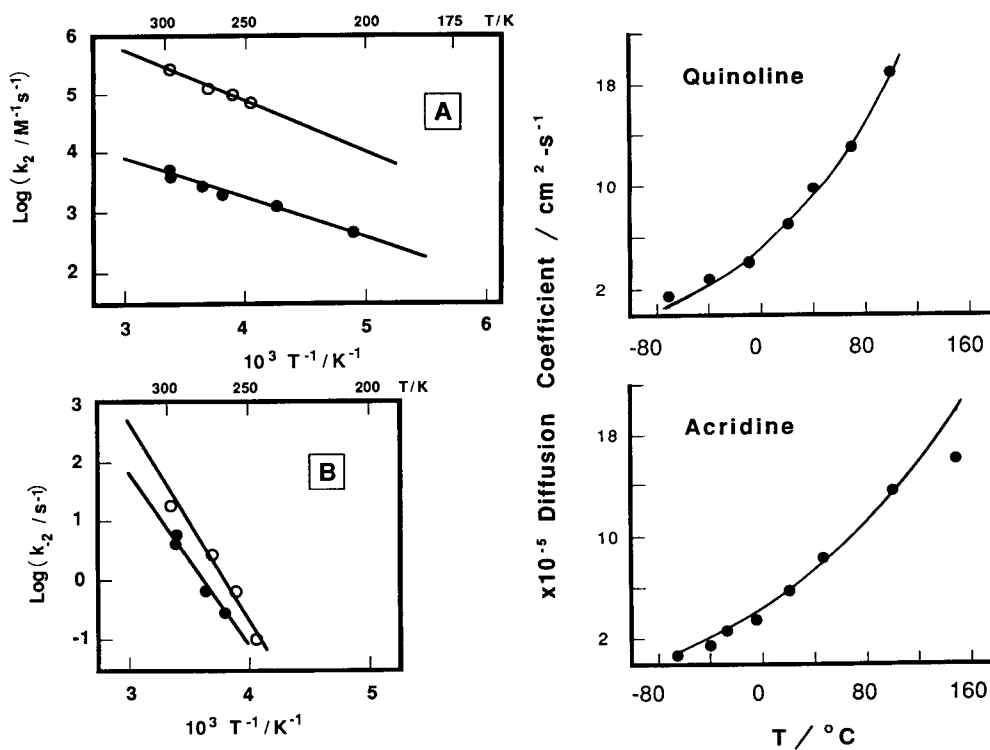 300 250 200 175 T/K
6
5
4
3
2
Log (k2 / M-1 s-1)
A
3 4 5 6
10³ T-1/K-1
300 250 200 T/K
3
2
1
0
-1
Log (k-2 / s-1)
B
3 4 5
10³ T-1/K-1
x10-5 Diffusion Coefficient / cm² -s-1
Quinoline
18
10
2
-80 0 80 160
Acridine
18
10
2
-80 0 80 160
T / °C